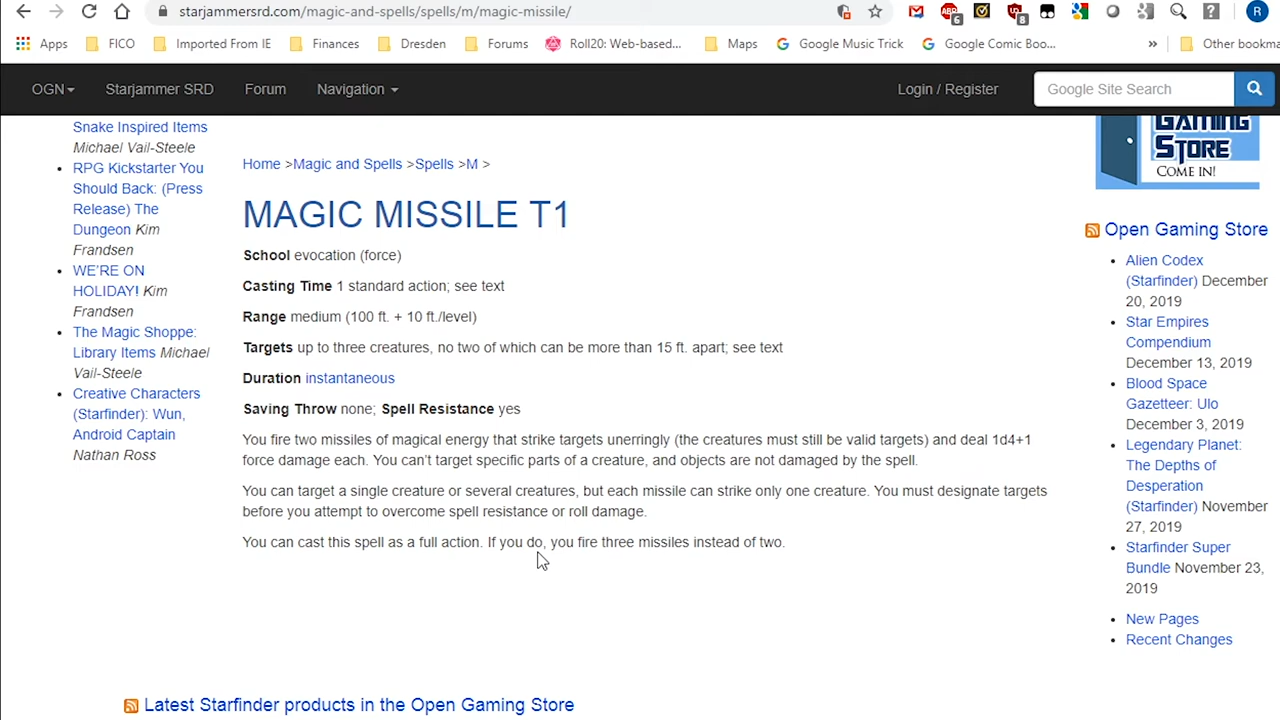 starjammersrd.com/magic-and-spells/spells/m/magic-missile/
6
8
R
Apps FICO Imported From IE Finances Dresden Forums Roll20: Web-based... Maps Google Music Trick Google Comic Boo... » Other bookma
OGN Starjammer SRD Forum Navigation Login / Register Google Site Search
Snake Inspired Items
Michael Vail-Steele
RPG Kickstarter You
Should Back: (Press
Release) The
Dungeon Kim
Frandsen
WE'RE ON
HOLIDAY! Kim
Frandsen
The Magic Shoppe:
Library Items Michael
Vail-Steele
Creative Characters
(Starfinder): Wun,
Android Captain
Nathan Ross
Home >Magic and Spells >Spells >M >
MAGIC MISSILE T1
School evocation (force)
Casting Time 1 standard action; see text
Range medium (100 ft. + 10 ft./level)
Targets up to three creatures, no two of which can be more than 15 ft. apart; see text
Duration instantaneous
Saving Throw none; Spell Resistance yes
You fire two missiles of magical energy that strike targets unerringly (the creatures must still be valid targets) and deal 1d4+1
force damage each. You can't target specific parts of a creature, and objects are not damaged by the spell.
You can target a single creature or several creatures, but each missile can strike only one creature. You must designate targets
before you attempt to overcome spell resistance or roll damage.
You can cast this spell as a full action. If you do, you fire three missiles instead of two.
GAMING
STORE
COME IN!
Open Gaming Store
Alien Codex
(Starfinder) December
20, 2019
Star Empires
Compendium
December 13, 2019
Blood Space
Gazetteer: Ulo
December 3, 2019
Legendary Planet:
The Depths of
Desperation
(Starfinder) November
27, 2019
Starfinder Super
Bundle November 23,
2019
New Pages
Recent Changes
Latest Starfinder products in the Open Gaming Store